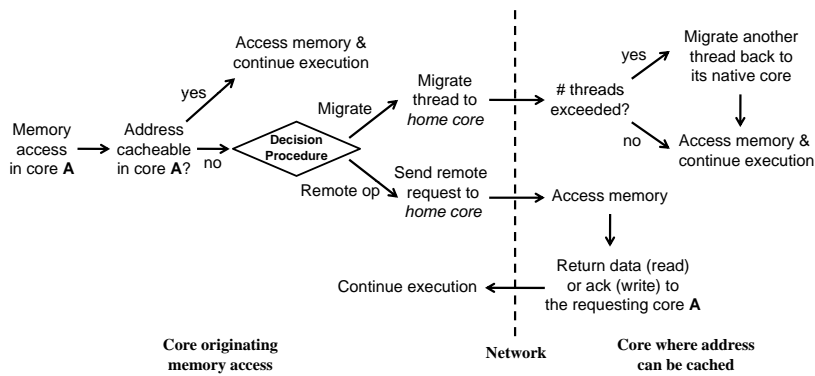 Memory
access
in core A
Address
cacheable
in core A?
yes
no
Access memory &
continue execution
Decision
Procedure
Migrate
Remote op
Migrate
thread to
home core
Send remote
request to
home core
# threads
exceeded?
yes
no
Migrate another
thread back to
its native core
Access memory &
continue execution
Access memory
Return data (read)
or ack (write) to
the requesting core A
Continue execution
Core originating
memory access
Network
Core where address
can be cached